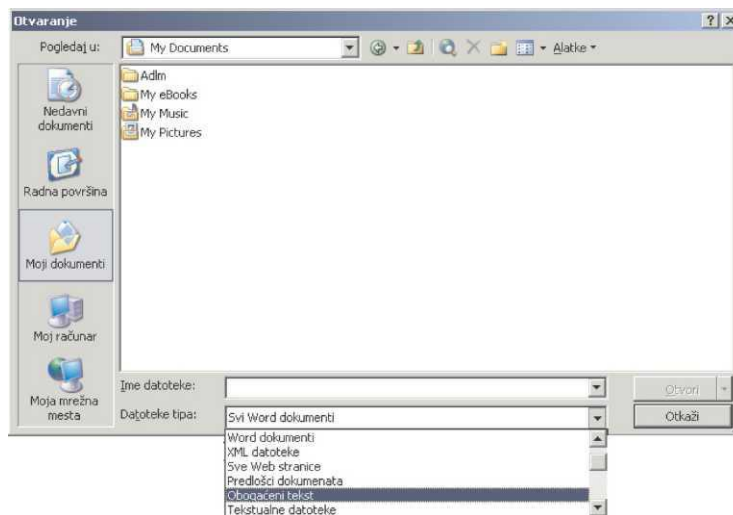 Otvaranje
Pogledaj u:
My Documents
Alatke
Adlm
My eBooks
My Music
My Pictures
Nedavni
dokumenti
Radna površina
Moji dokumenti
Moj računar
Moja mrežna
mesta
Ime datoteke:
Otvori
Datoteke tipa:
Svi Word dokumenti
Otkaži
Word dokumenti
XML datoteke
Sve Web stranice
Predlošci dokumenata
Obogaćeni tekst
Tekstualne datoteke